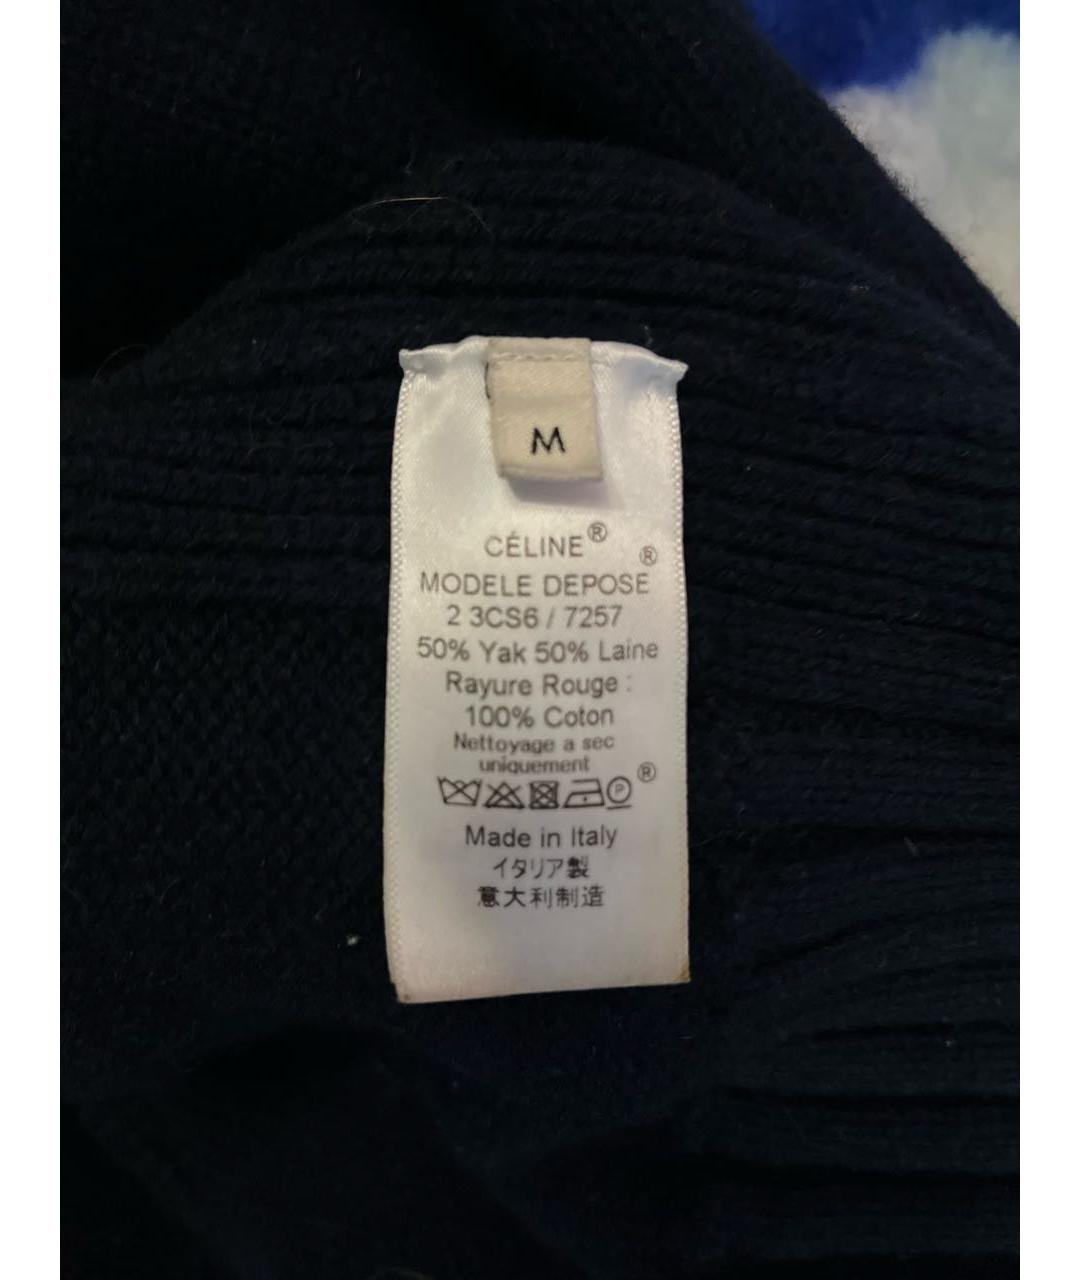 M
CÉLINE®
MODELE DEPOSE®
2 3CS6 / 7257
50% Yak 50% Laine
Rayure Rouge :
100% Coton
Nettoyage a sec
uniquement
P ®
Made in Italy
イタリア製
意大利制造